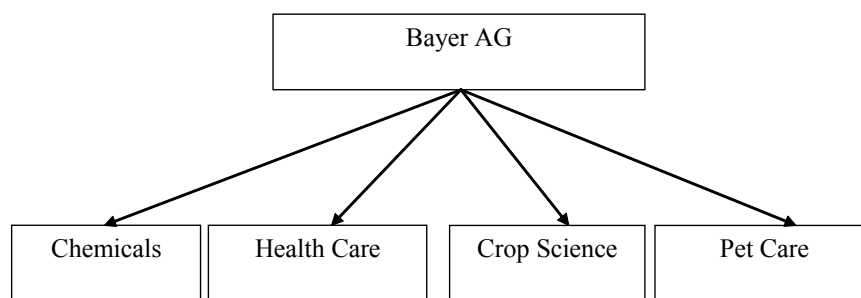 Bayer AG
Chemicals
Health Care
Crop Science
Pet Care